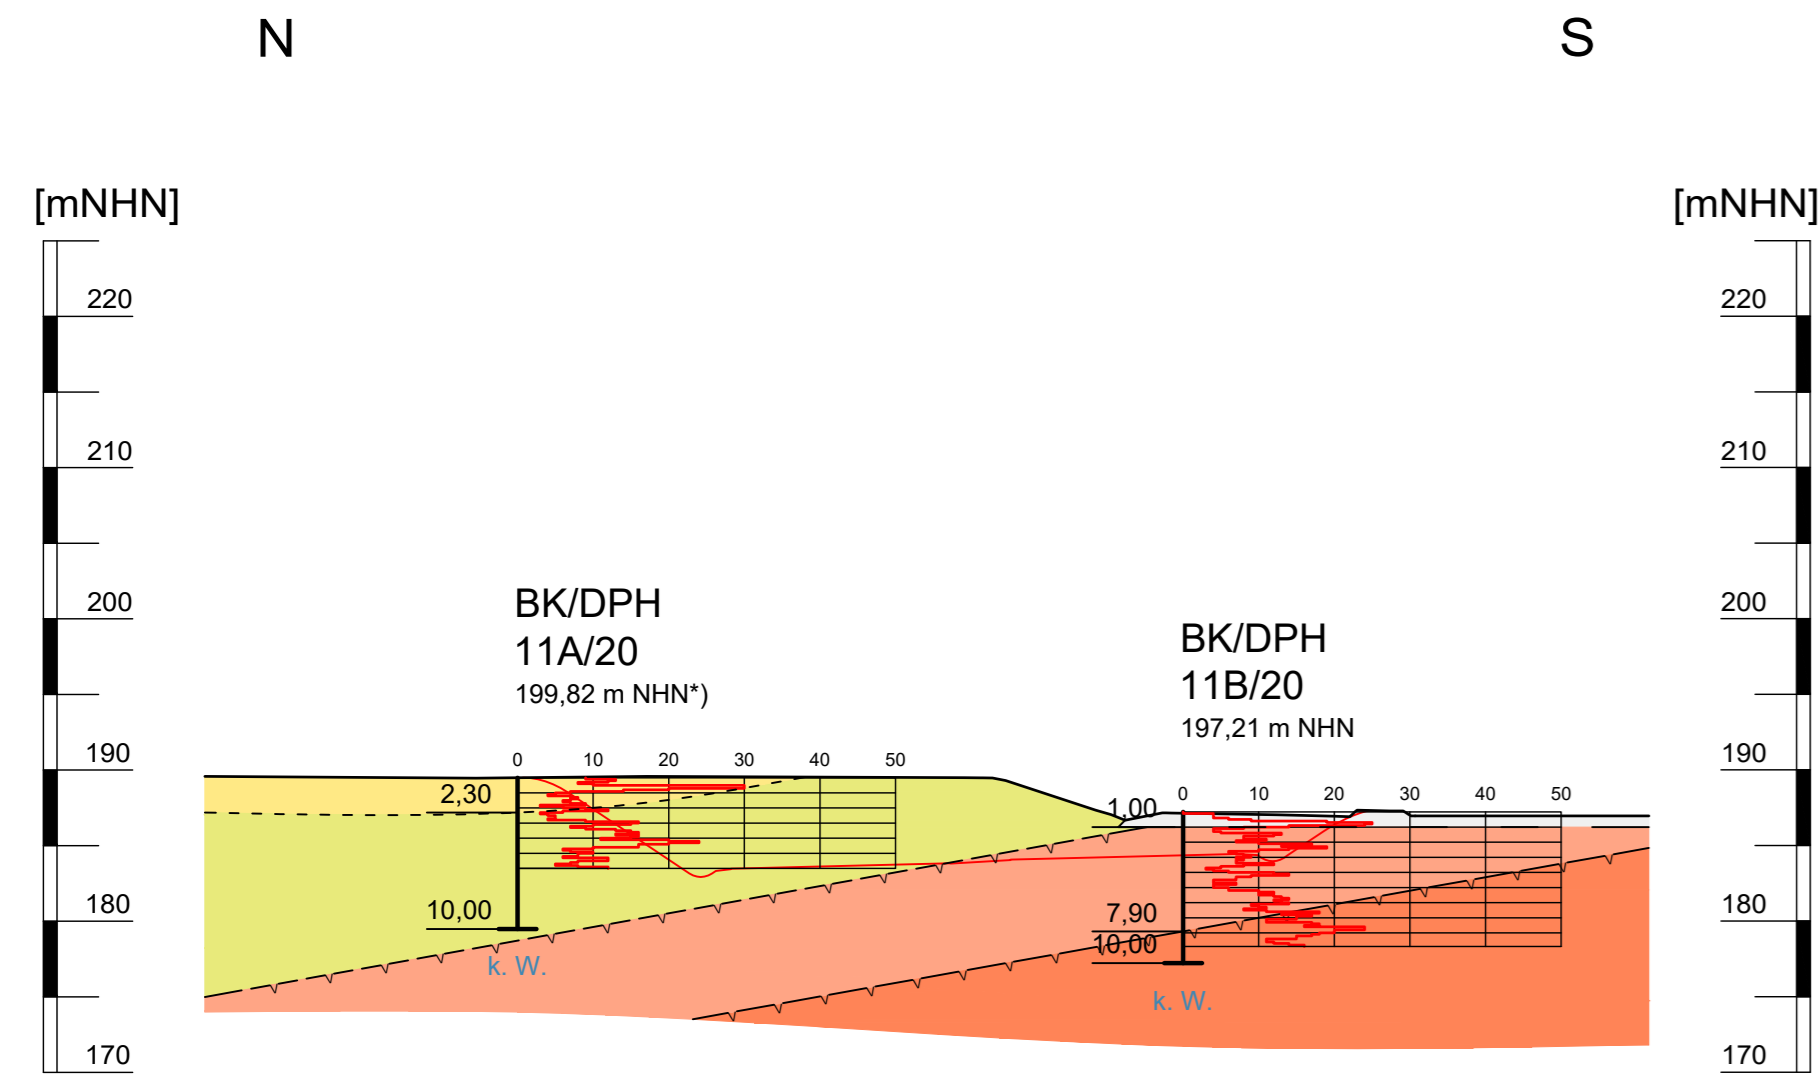 N S
[mNHN] [mNHN]
220 220
210 210
200 200
BK/DPH
11A/20
199,82 m NHN*)
BK/DPH
11B/20
197,21 m NHN
190 190
0 10 20 30 40 50
2,30
10,00
k. W.
0 10 20 30 40 50
1,00
7,90
10,00
k. W.
180 180
170 170